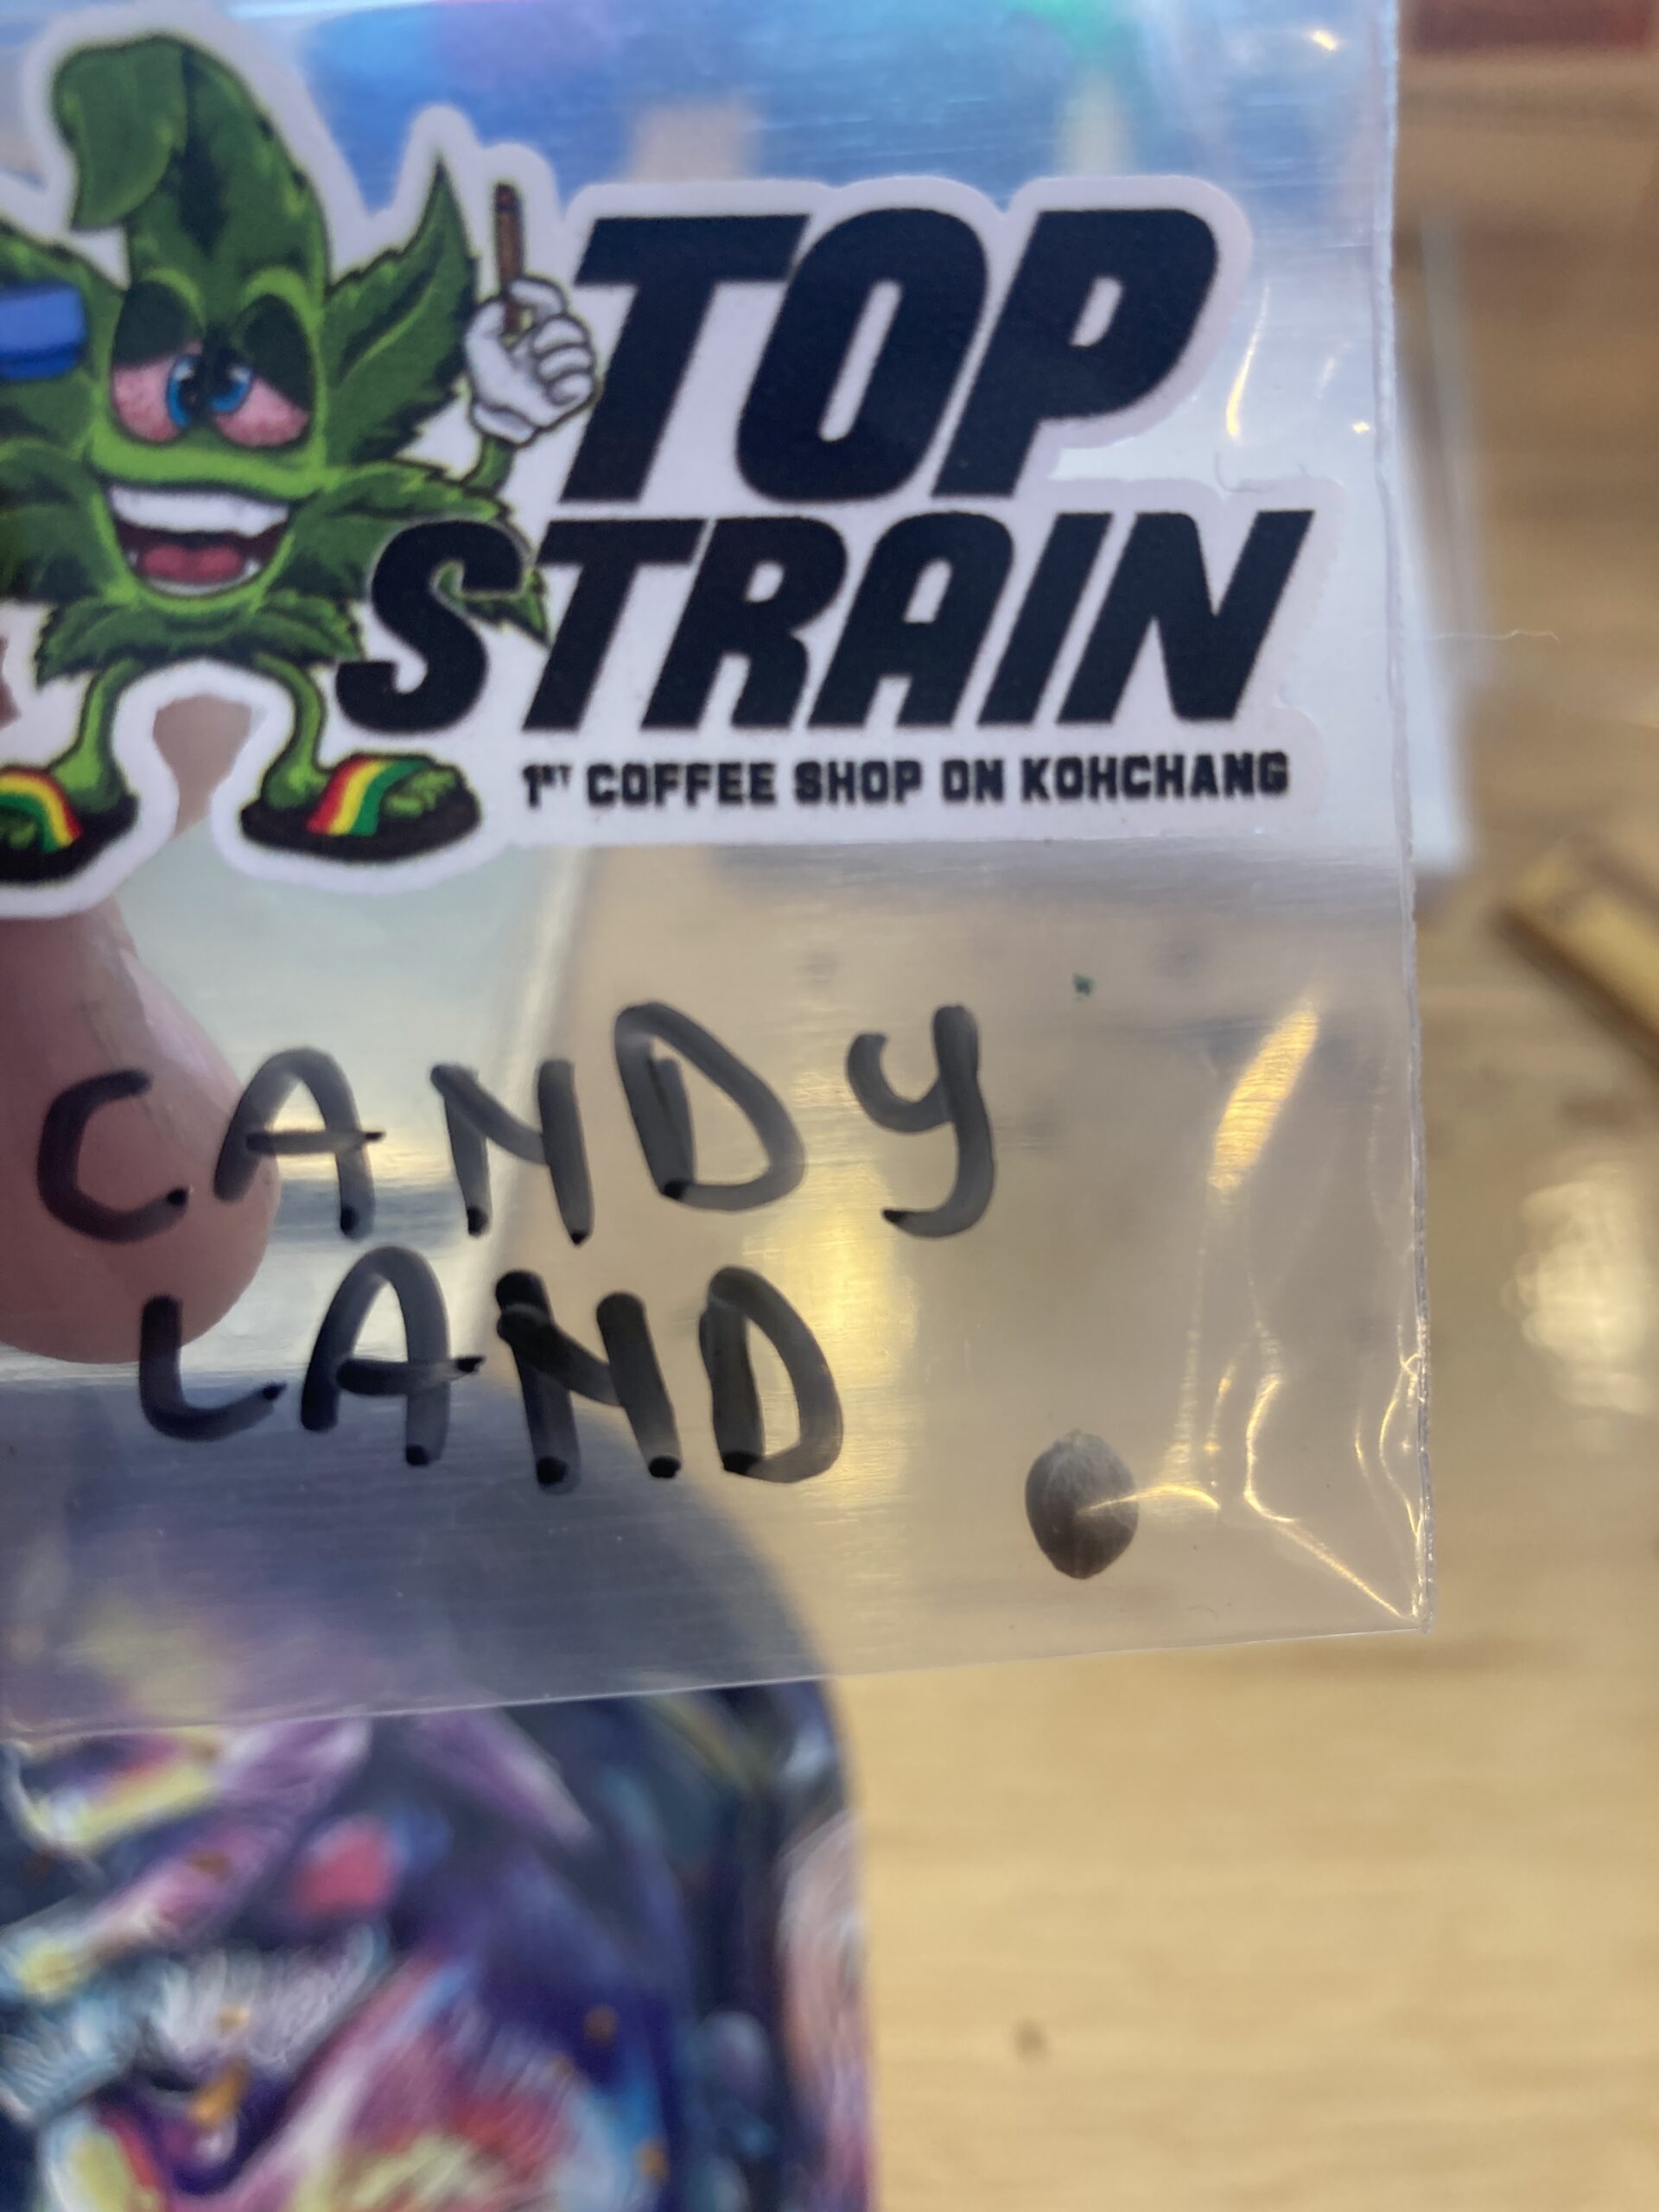 TOP
STRAIN
1ST COFFEE SHOP ON KOHCHANG
CANDY
LAND